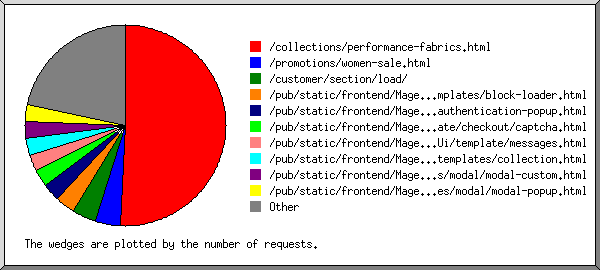 /collections/performance-fabrics.html
/promotions/women-sale.html
/customer/section/load/
/pub/static/frontend/Mage...mplates/block-loader.html
/pub/static/frontend/Mage...authentication-popup.html
/pub/static/frontend/Mage...ate/checkout/captcha.html
/pub/static/frontend/Mage...Ui/template/messages.html
/pub/static/frontend/Mage...templates/collection.html
/pub/static/frontend/Mage...s/modal/modal-custom.html
/pub/static/frontend/Mage...es/modal/modal-popup.html
Other
The wedges are plotted by the number of requests.